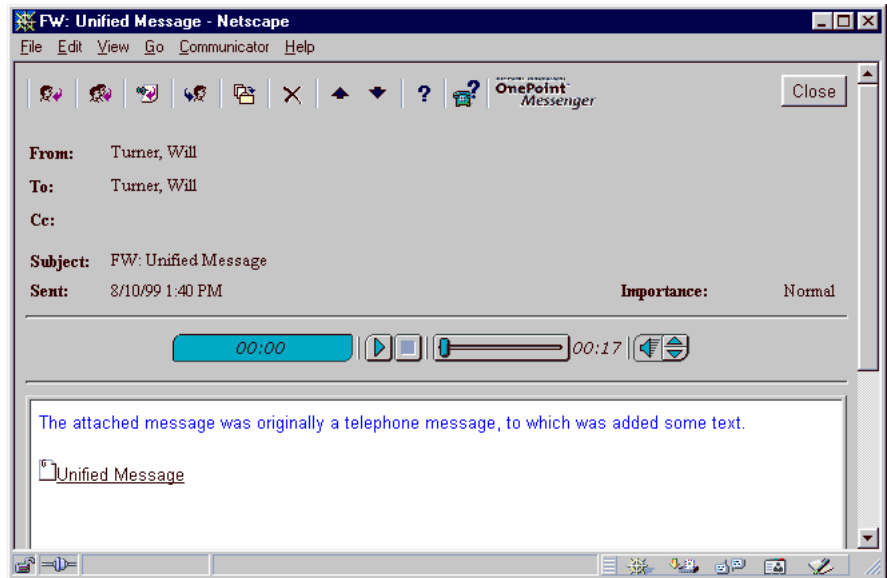 FW: Unified Message - Netscape
File Edit View Go Communicator Help
OnePoint
Messenger
Close
From: Turner, Will
To: Turner, Will
Cc:
Subject: FW: Unified Message
Sent: 8/10/99 1:40 PM Importance: Normal
00:00 00:17
The attached message was originally a telephone message, to which was added some text.
Unified Message